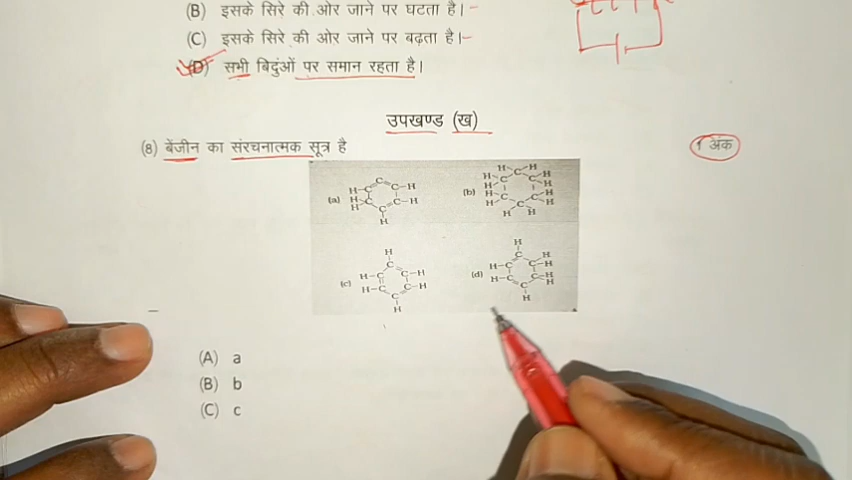 (B) इसके सिरे की ओर जाने पर घटता है।
(C) इसके सिरे की ओर जाने पर बढ़ता है।
(D) सभी बिदुंओं पर समान रहता है।
उपखण्ड (ख)
(8) बेंजीन का संरचनात्मक सूत्र है 1 अंक
(a) (b)
(c) (d)
(A) a
(B) b
(C) c